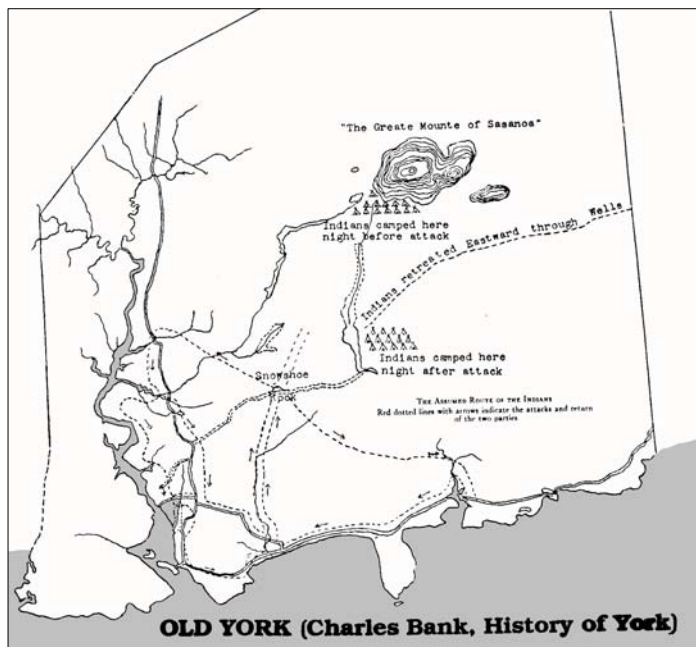 "The Greate Mounte of Sasanoa"
Indians camped here
night before attack
Indians retreated Eastward through Wells
Indians camped here
night after attack
Snowshoe
Rock
THE ASSUMED ROUTE OF THE INDIANS
Red dotted lines with arrows indicate the attacks and return
of the two parties
OLD YORK (Charles Bank, History of York)